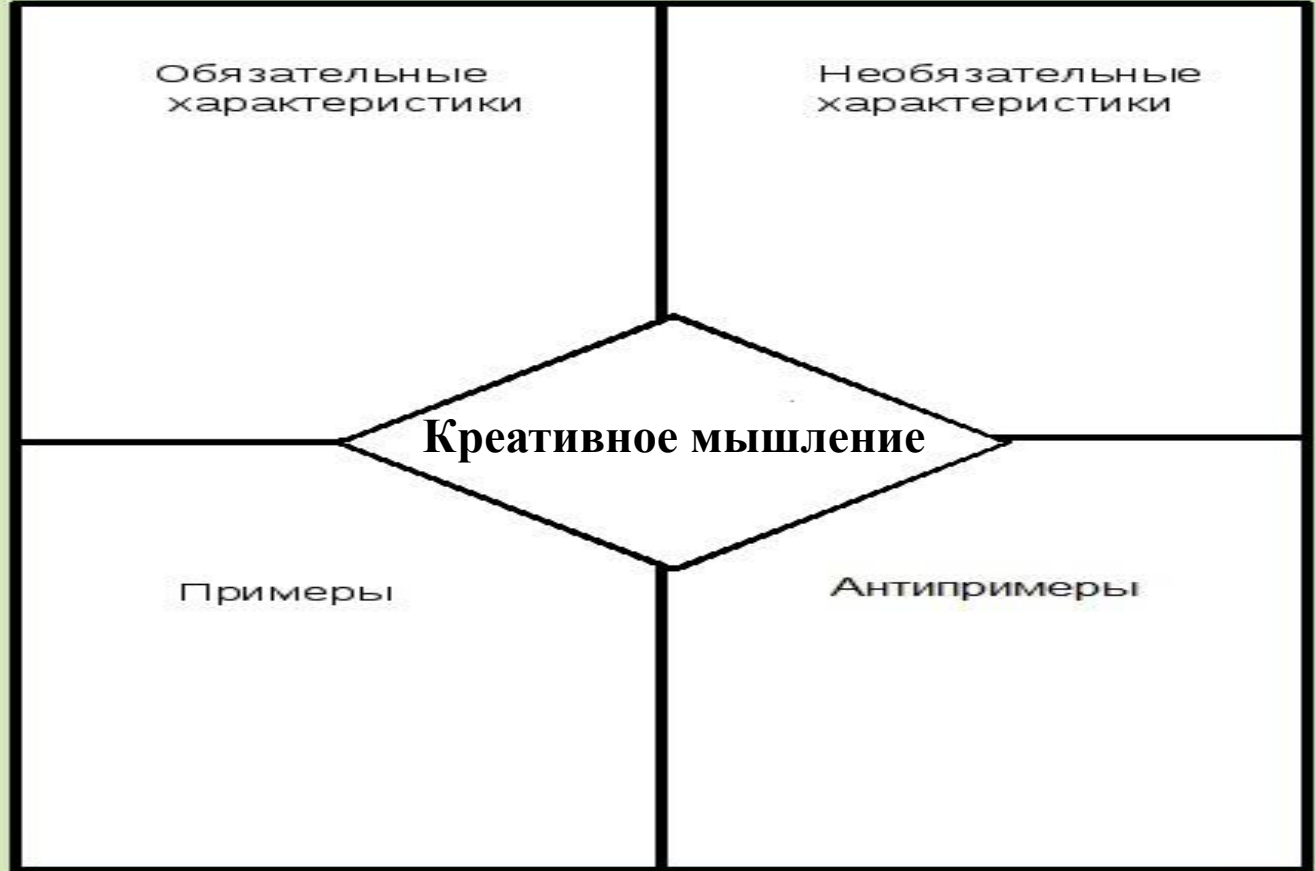 Обязательные
характеристики
Необязательные
характеристики
Креативное мышление
Примеры
Антипримеры